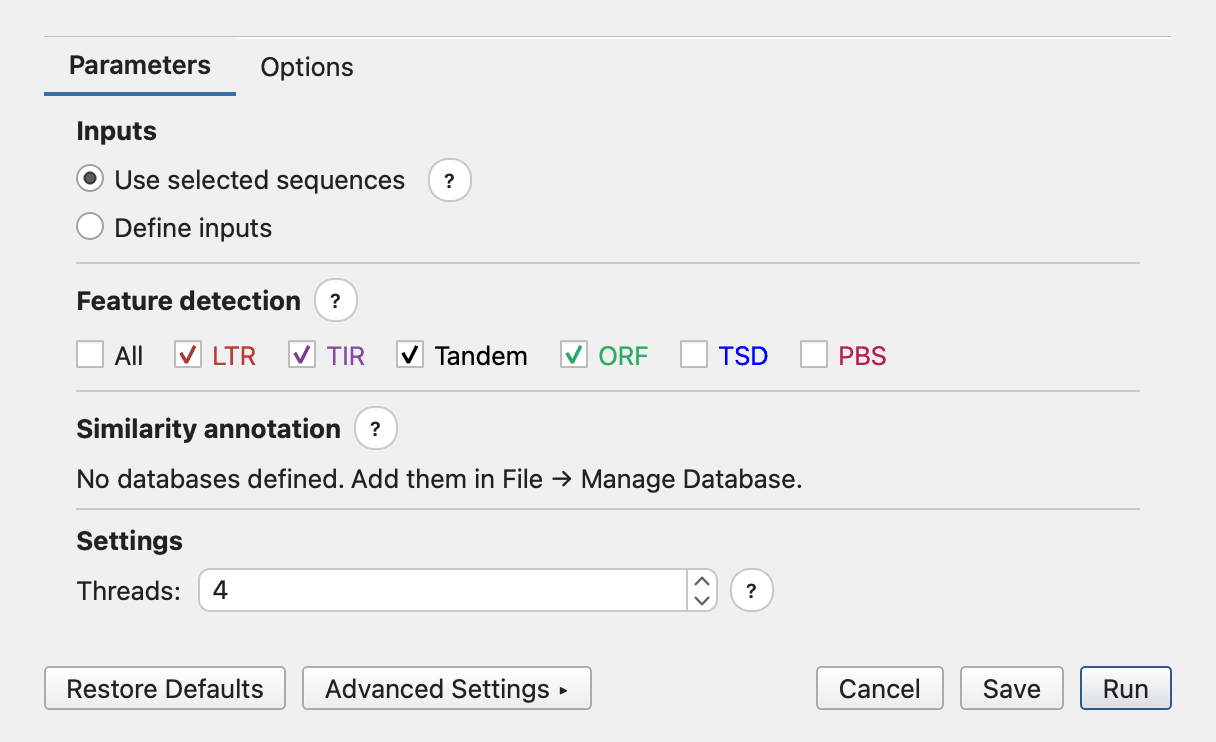 Parameters Options
Inputs
Use selected sequences ?
Define inputs
Feature detection ?
All LTR TIR Tandem ORF TSD PBS
Similarity annotation ?
No databases defined. Add them in File → Manage Database.
Settings
Threads: 4 ?
Restore Defaults Advanced Settings ▸ Cancel Save Run